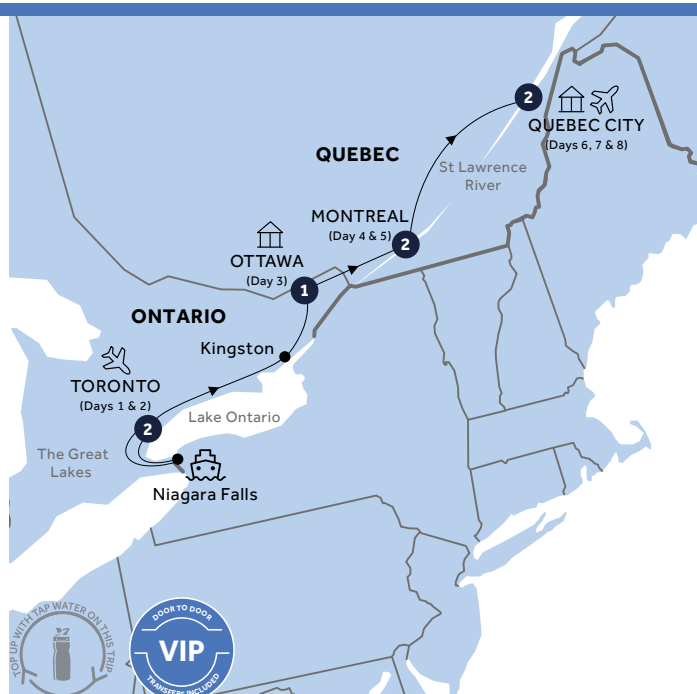 2
QUEBEC CITY
(Days 6, 7 & 8)
QUEBEC
St Lawrence
River
MONTREAL
(Day 4 & 5)
2
OTTAWA
(Day 3)
1
ONTARIO
Kingston
TORONTO
(Days 1 & 2)
2
Lake Ontario
The Great
Lakes
Niagara Falls
TOP UP WITH TAP WATER ON THIS TRIP
DOOR TO DOOR
VIP
TRANSFERS INCLUDED